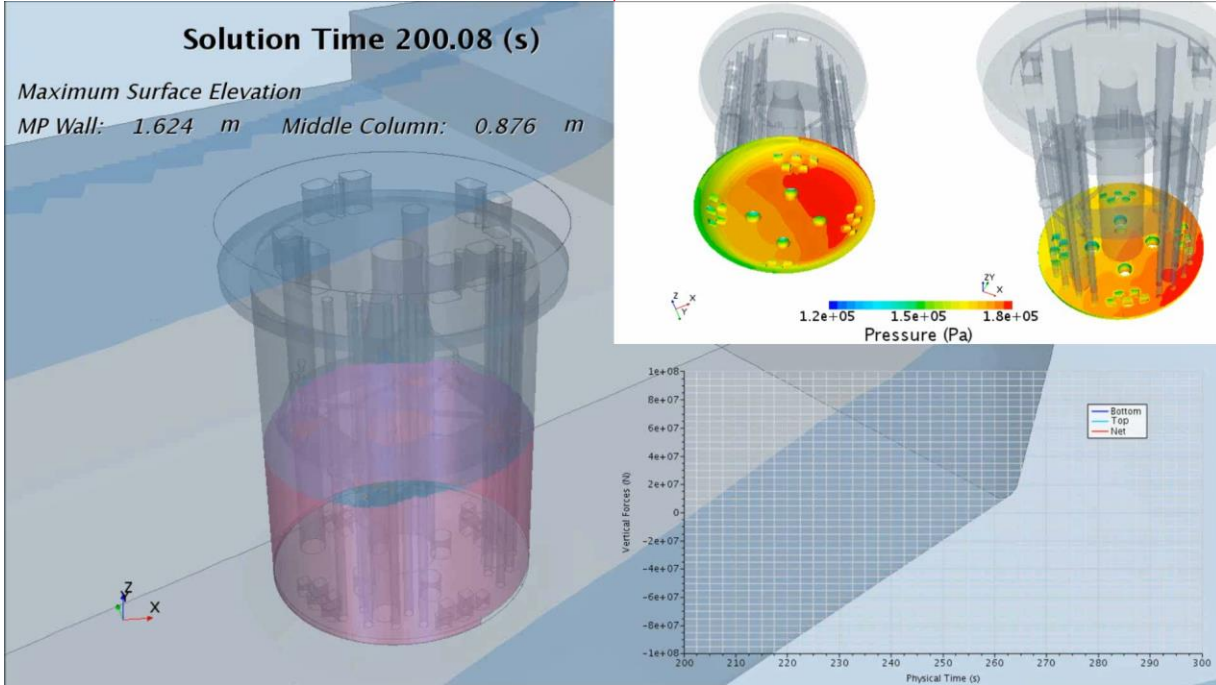 Solution Time 200.08 (s)
Maximum Surface Elevation
MP Wall: 1.624 m Middle Column: 0.876 m
Z
X
Z
X
Y
ZY
X
1.2e+05 1.5e+05 1.8e+05
Pressure (Pa)
1e+08
8e+07
6e+07
4e+07
2e+07
0
-2e+07
-4e+07
-6e+07
-8e+07
-1e+08
Vertical Forces (N)
Bottom
Top
Net
200 210 220 230 240 250 260 270 280 290 300
Physical Time (s)